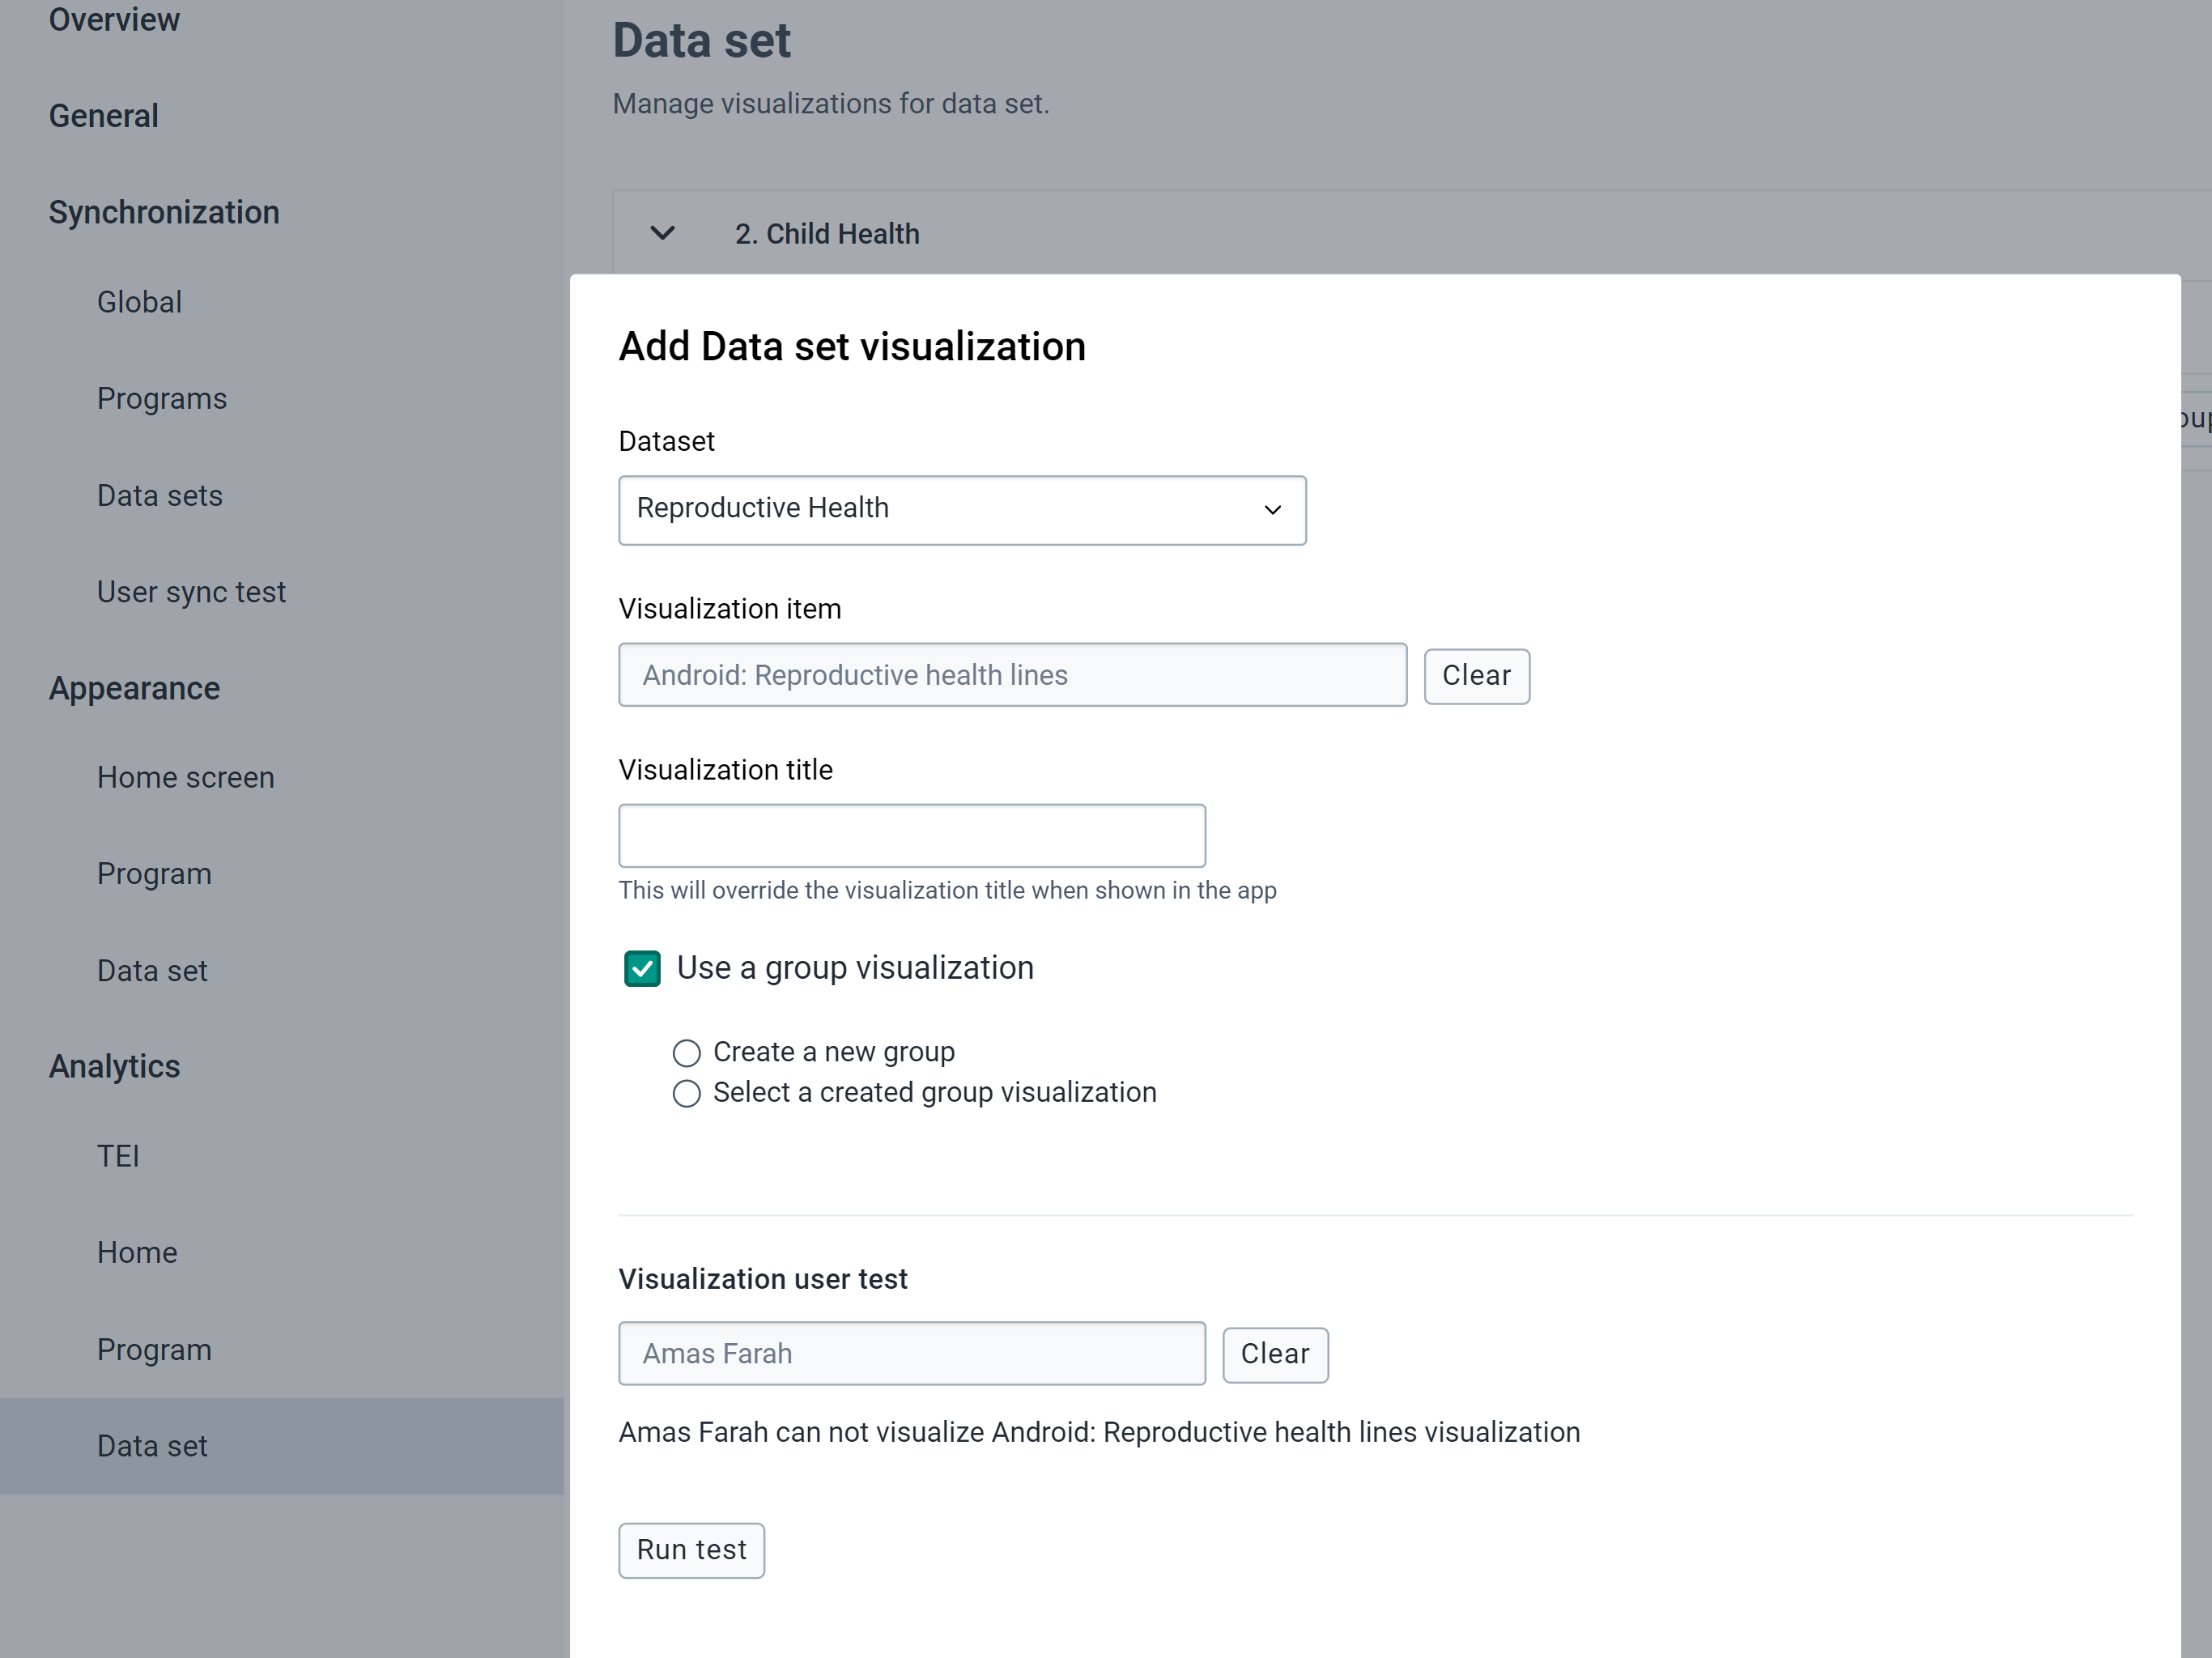 Overview
General
Synchronization
Global
Programs
Data sets
User sync test
Appearance
Home screen
Program
Data set
Analytics
TEI
Home
Program
Data set
Data set
Manage visualizations for data set.
2. Child Health
Add Data set visualization
Dataset
Reproductive Health
Visualization item
Android: Reproductive health lines
Clear
Visualization title
This will override the visualization title when shown in the app
Use a group visualization
Create a new group
Select a created group visualization
Visualization user test
Amas Farah
Clear
Amas Farah can not visualize Android: Reproductive health lines visualization
Run test